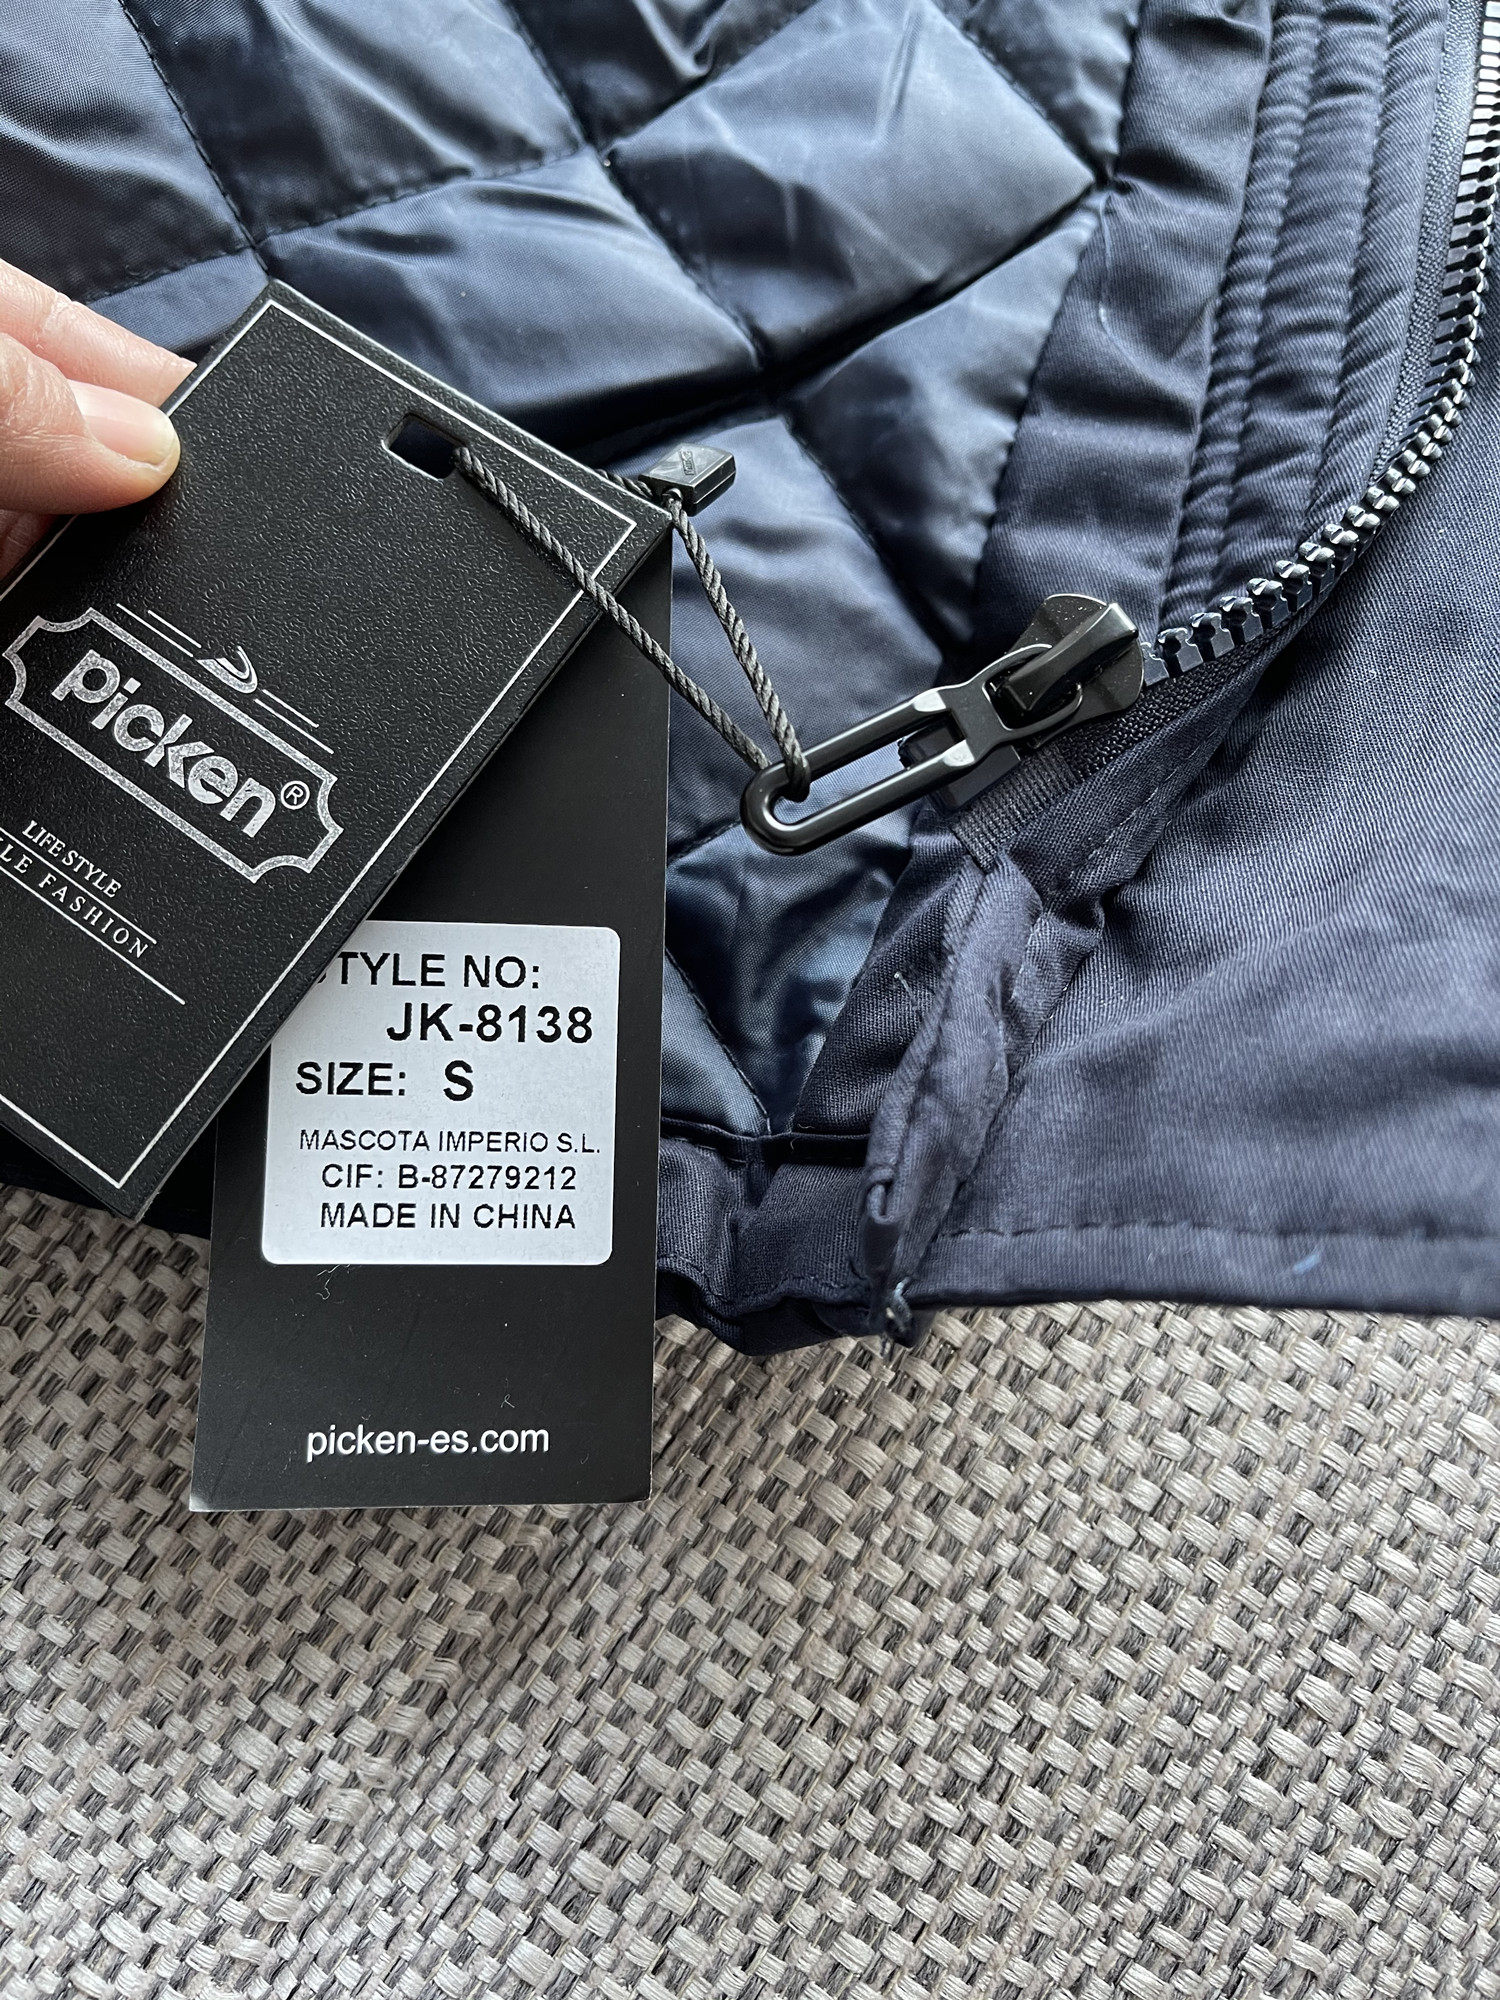 picken®
LIFE STYLE
FASHION
TYLE NO:
JK-8138
SIZE: S
MASCOTA IMPERIO S.L.
CIF: B-87279212
MADE IN CHINA
picken-es.com